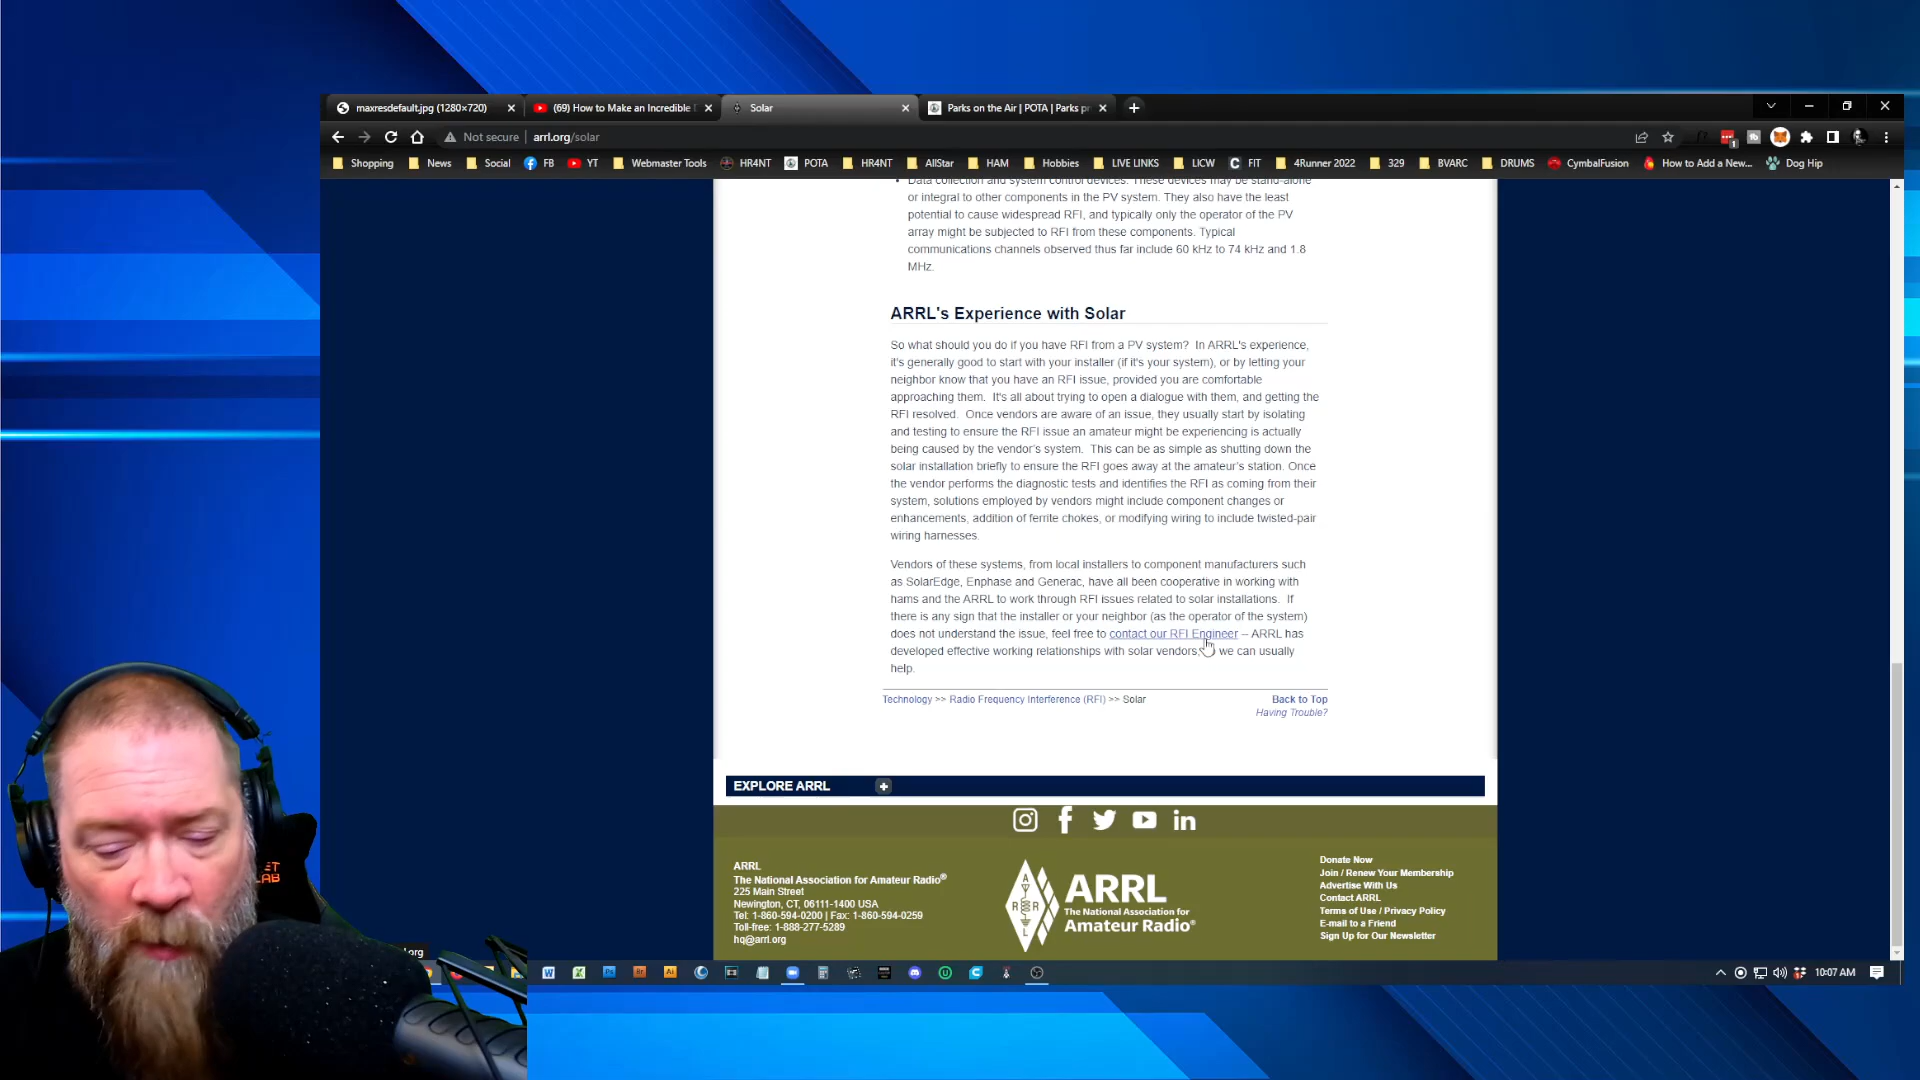 maxresdefault.jpg (1280×720)
(69) How to Make an Incredible
Solar
Parks on the Air | POTA | Parks pr
Not secure
arrl.org/solar
Shopping
News
Social
FB
YT
Webmaster Tools
HR4NT
POTA
HR4NT
AllStar
HAM
Hobbies
LIVE LINKS
LICW
FIT
4Runner 2022
329
BVARC
DRUMS
CymbalFusion
How to Add a New...
Dog Hip
Data collection and system control devices. These devices may be stand-alone
or integral to other components in the PV system. They also have the least
potential to cause widespread RFI, and typically only the operator of the PV
array might be subjected to RFI from these components. Typical
communications channels observed thus far include 60 kHz to 74 kHz and 1.8
MHz.
ARRL's Experience with Solar
So what should you do if you have RFI from a PV system? In ARRL's experience,
it's generally good to start with your installer (if it's your system), or by letting your
neighbor know that you have an RFI issue, provided you are comfortable
approaching them. It's all about trying to open a dialogue with them, and getting the
RFI resolved. Once vendors are aware of an issue, they usually start by isolating
and testing to ensure the RFI issue an amateur might be experiencing is actually
being caused by the vendor's system. This can be as simple as shutting down the
solar installation briefly to ensure the RFI goes away at the amateur's station. Once
the vendor performs the diagnostic tests and identifies the RFI as coming from their
system, solutions employed by vendors might include component changes or
enhancements, addition of ferrite chokes, or modifying wiring to include twisted-pair
wiring harnesses.
Vendors of these systems, from local installers to component manufacturers such
as SolarEdge, Enphase and Generac, have all been cooperative in working with
hams and the ARRL to work through RFI issues related to solar installations. If
there is any sign that the installer or your neighbor (as the operator of the system)
does not understand the issue, feel free to contact our RFI Engineer – ARRL has
developed effective working relationships with solar vendors, we can usually
help.
Technology >> Radio Frequency Interference (RFI) >> Solar
Back to Top
Having Trouble?
EXPLORE ARRL
ARRL
The National Association for Amateur Radio®
225 Main Street
Newington, CT, 06111-1400 USA
Tel: 1-860-594-0200 | Fax: 1-860-594-0259
Toll-free: 1-888-277-5289
hq@arrl.org
A
R R
L
ARRL
The National Association for
Amateur Radio®
Donate Now
Join / Renew Your Membership
Advertise With Us
Contact ARRL
Terms of Use / Privacy Policy
E-mail to a Friend
Sign Up for Our Newsletter
10:07 AM